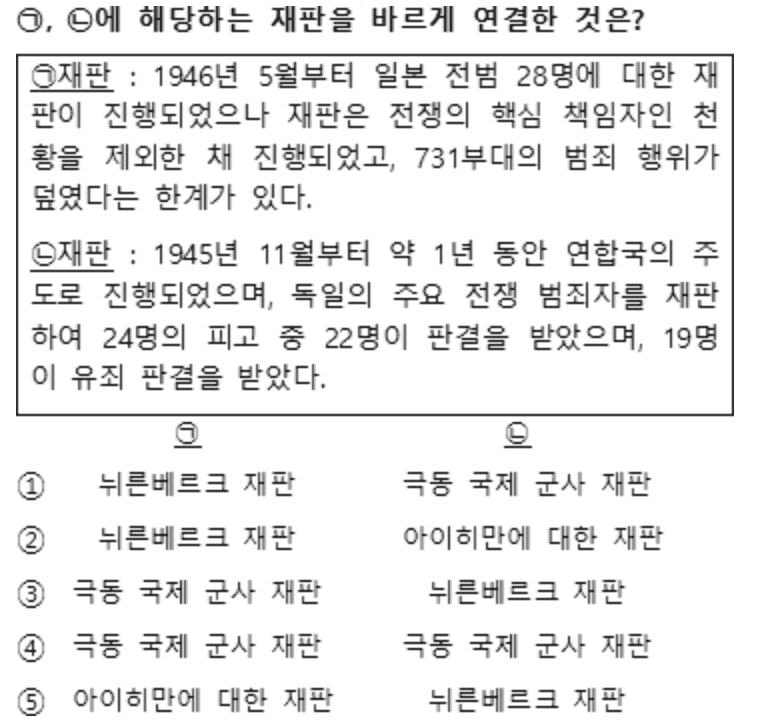 ㉠, ㉡에 해당하는 재판을 바르게 연결한 것은?
㉠재판 : 1946년 5월부터 일본 전범 28명에 대한 재
판이 진행되었으나 재판은 전쟁의 핵심 책임자인 천
황을 제외한 채 진행되었고, 731부대의 범죄 행위가
덮였다는 한계가 있다.
㉡재판 : 1945년 11월부터 약 1년 동안 연합국의 주
도로 진행되었으며, 독일의 주요 전쟁 범죄자를 재판
하여 24명의 피고 중 22명이 판결을 받았으며, 19명
이 유죄 판결을 받았다.
㉠ ㉡
① 뉘른베르크 재판 극동 국제 군사 재판
② 뉘른베르크 재판 아이히만에 대한 재판
③ 극동 국제 군사 재판 뉘른베르크 재판
④ 극동 국제 군사 재판 극동 국제 군사 재판
⑤ 아이히만에 대한 재판 뉘른베르크 재판